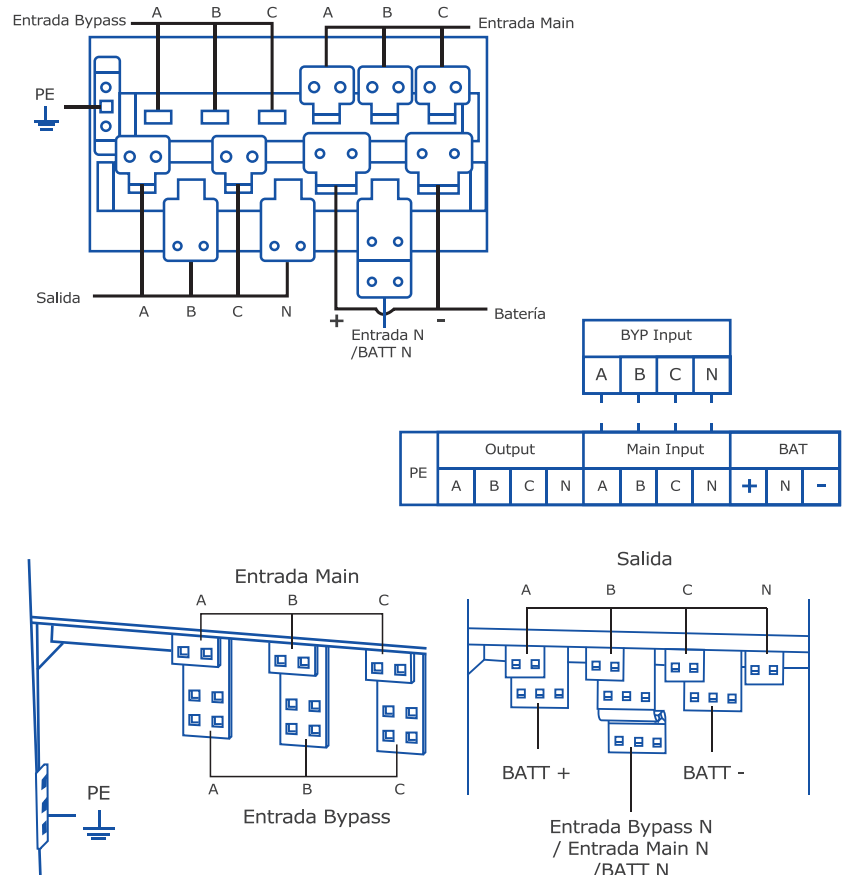 Entrada Bypass A B C A B C Entrada Main
PE
Salida
A B C N
+ -
Batería
Entrada N
/BATT N
BYP Input
A B C N
PE Output Main Input BAT
A B C N A B C N + N -
Entrada Main
A B C
A B C
Entrada Bypass
PE
Salida
A B C N
BATT + BATT -
Entrada Bypass N
/ Entrada Main N
/BATT N